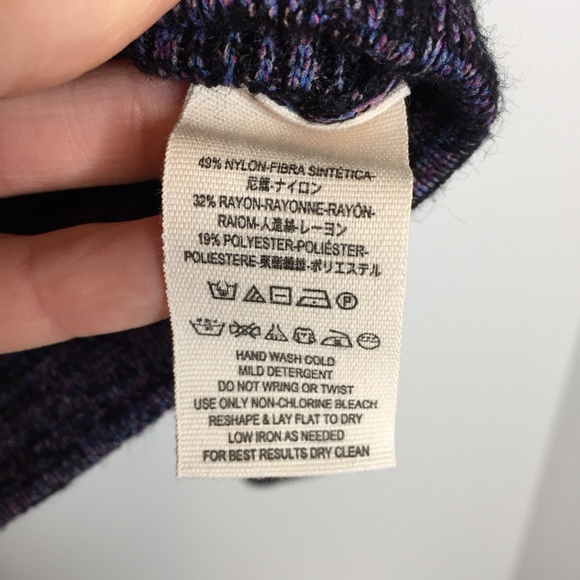 49% NYLON-FIBRA SINTÉTICA-
尼龍-ナイロン
32% RAYON-RAYONNE-RAYÓN-
RAIOM-人造絲-レーヨン
19% POLYESTER-POLIÉSTER-
POLIESTERE-東酯纖維-ポリエステル
HAND WASH COLD
MILD DETERGENT
DO NOT WRING OR TWIST
USE ONLY NON-CHLORINE BLEACH
RESHAPE & LAY FLAT TO DRY
LOW IRON AS NEEDED
FOR BEST RESULTS DRY CLEAN